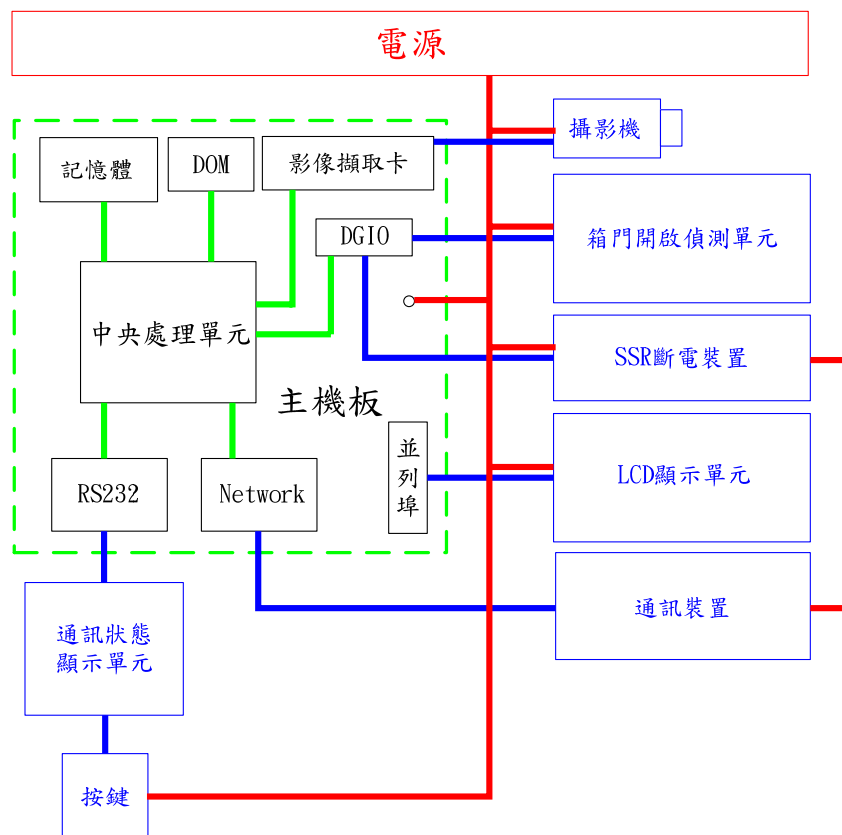 電源
攝影機
記憶體
DOM
影像擷取卡
DGIO
箱門開啟偵測單元
中央處理單元
SSR斷電裝置
主機板
並列埠
LCD顯示單元
RS232
Network
通訊裝置
通訊狀態
顯示單元
按鍵